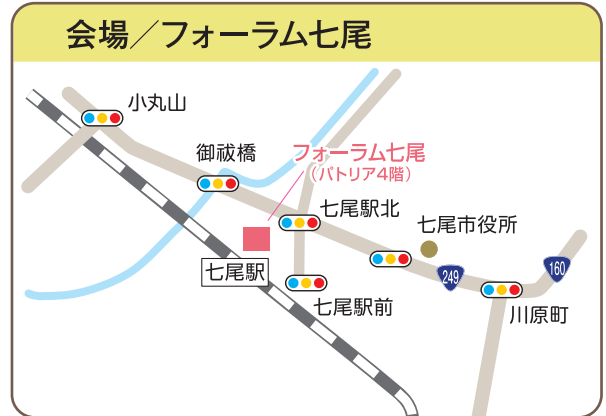 会場／フォーラム七尾
小丸山
御祓橋
フォーラム七尾
（パトリア4階）
七尾駅北
七尾市役所
七尾駅
249
160
七尾駅前
川原町